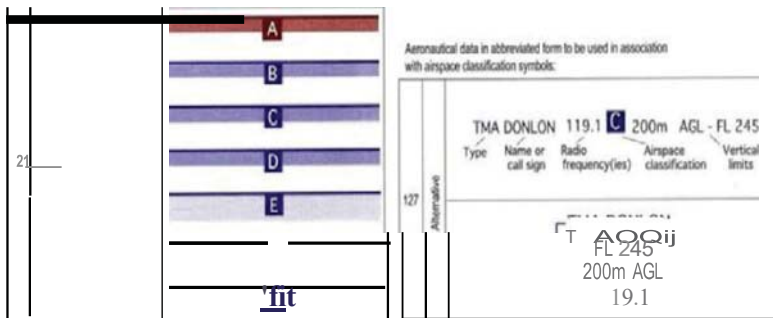 A
B
C
D
E
21
'fit
Aeronautical data in abbreviated form to be used in association
with airspace classification symbols:
TMA DONLON 119.1 C 200m AGL - FL 245
Type Name or call sign Radio frequency(ies) Airspace classification Vertical limits
127
Alternative
T AOQij
FL 245
200m AGL
19.1